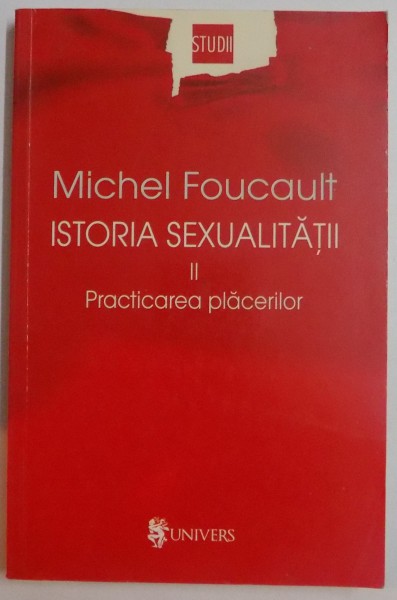 STUDII
Michel Foucault
ISTORIA SEXUALITĂȚII
II
Practicarea plăcerilor
UNIVERS